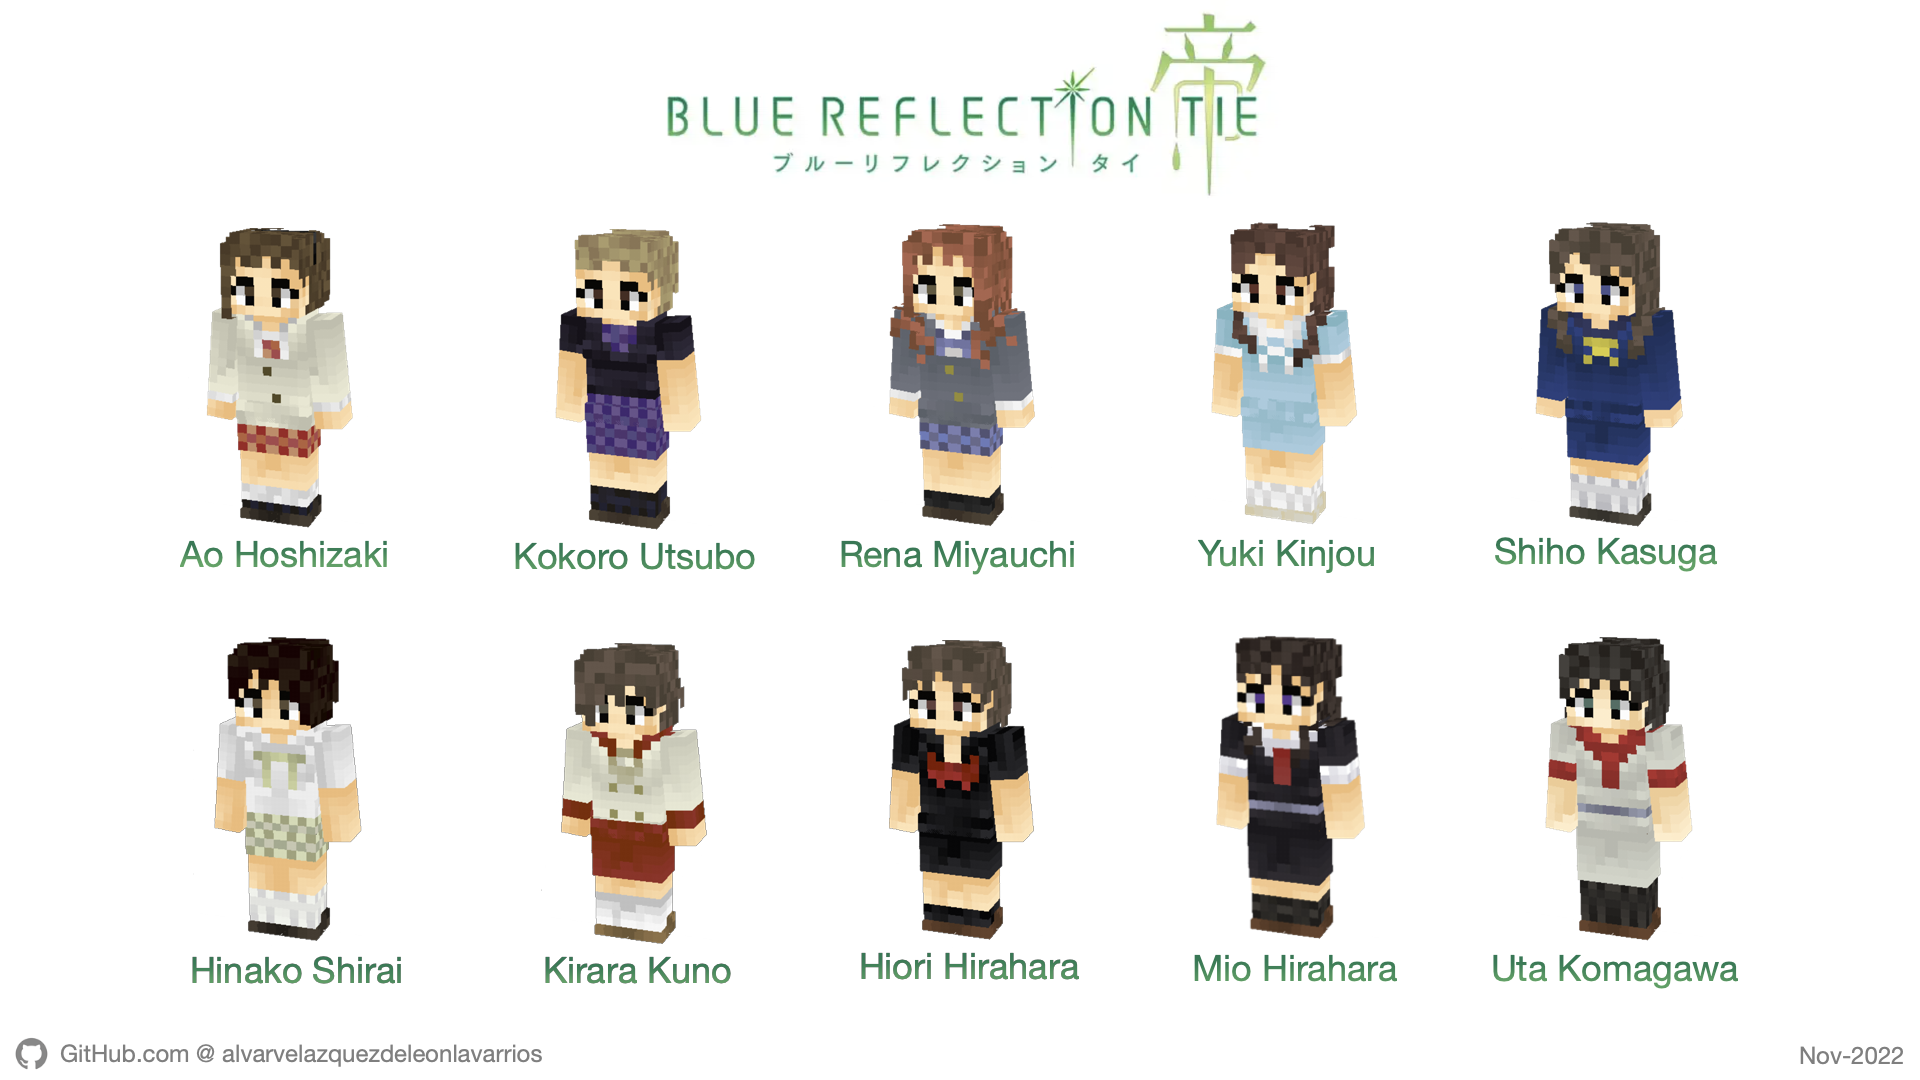 帝
BLUE REFLECTION TIE
ブルーリフレクション タイ
Ao Hoshizaki
Kokoro Utsubo
Rena Miyauchi
Yuki Kinjou
Shiho Kasuga
Hinako Shirai
Kirara Kuno
Hiori Hirahara
Mio Hirahara
Uta Komagawa
GitHub.com @ alvarvelazquezdeleonlavarrios
Nov-2022